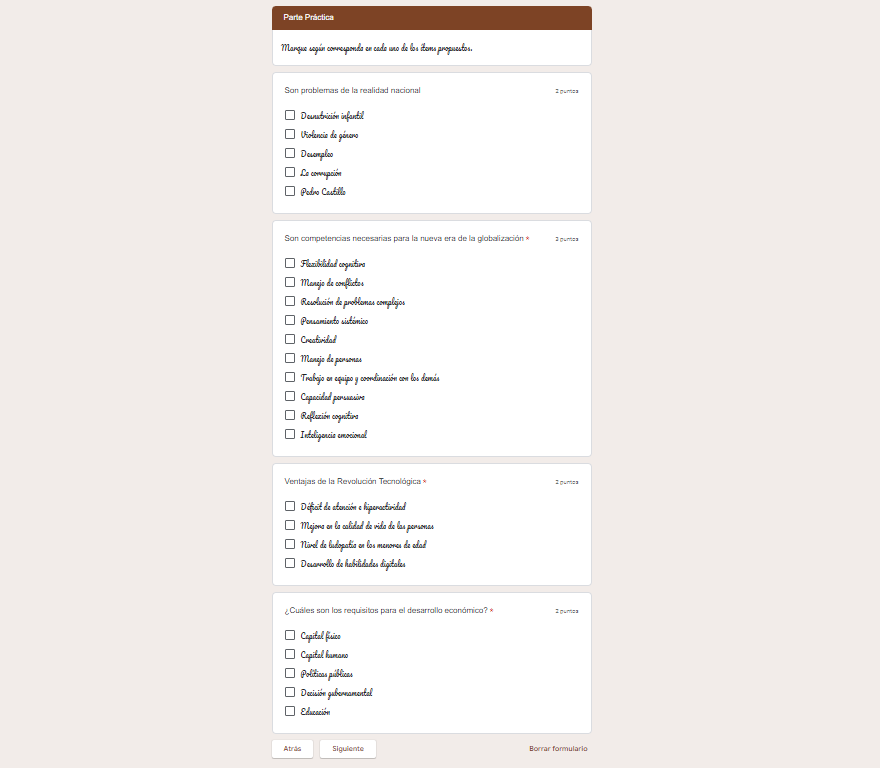 Parte Práctica
Marque según corresponda en cada uno de los ítems propuestos.
Son problemas de la realidad nacional 2 puntos
Desnutrición infantil
Violencia de género
Desempleo
La corrupción
Pedro Castillo
Son competencias necesarias para la nueva era de la globalización * 2 puntos
Flexibilidad cognitiva
Manejo de conflictos
Resolución de problemas complejos
Pensamiento sistémico
Creatividad
Manejo de personas
Trabajo en equipo y coordinación con los demás
Capacidad persuasiva
Reflexión cognitiva
Inteligencia emocional
Ventajas de la Revolución Tecnológica * 2 puntos
Déficit de atención e hiperactividad
Mejora en la calidad de vida de las personas
Nivel de ludopatía en los menores de edad
Desarrollo de habilidades digitales
¿Cuáles son los requisitos para el desarrollo económico? * 2 puntos
Capital físico
Capital humano
Políticas públicas
Decisión gubernamental
Educación
Atrás Siguiente Borrar formulario